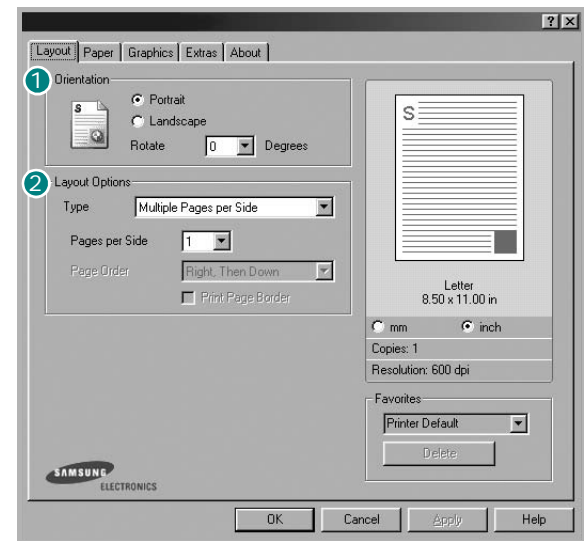 ? X
Layout Paper Graphics Extras About
1 Orientation
S
Portrait
Landscape
Rotate 0 Degrees
2 Layout Options
Type Multiple Pages per Side
Pages per Side 1
Page Order Right, Then Down
Print Page Border
S
Letter
8.50 x 11.00 in
mm inch
Copies: 1
Resolution: 600 dpi
Favorites
Printer Default
Delete
SAMSUNG
ELECTRONICS
OK Cancel Apply Help